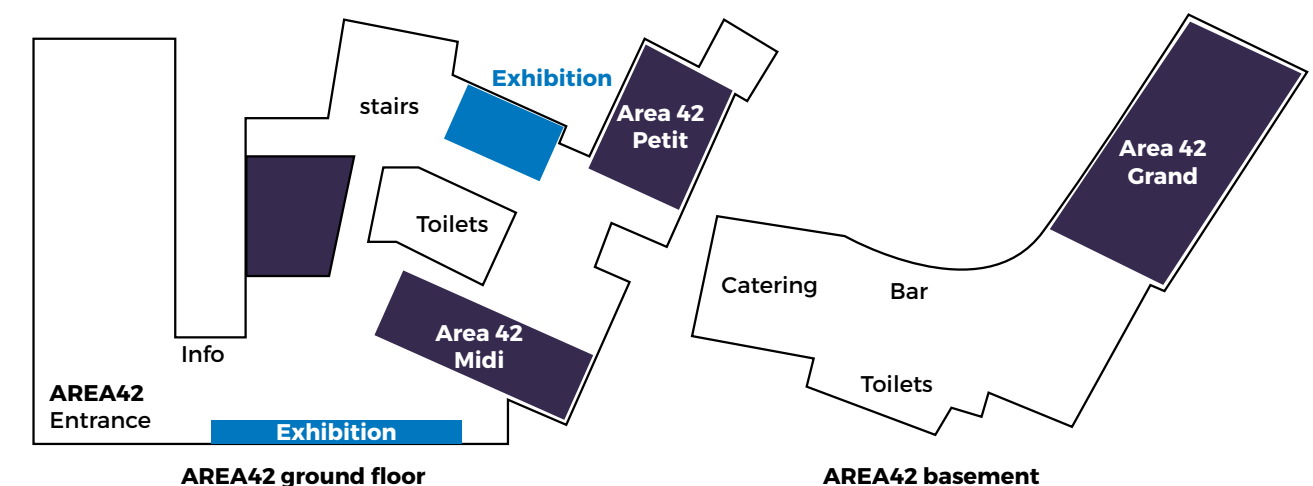 Exhibition
stairs
Area 42
Petit
Toilets
Area 42
Midi
Info
AREA42
Entrance
Exhibition
AREA42 ground floor
Area 42
Grand
Catering
Bar
Toilets
AREA42 basement